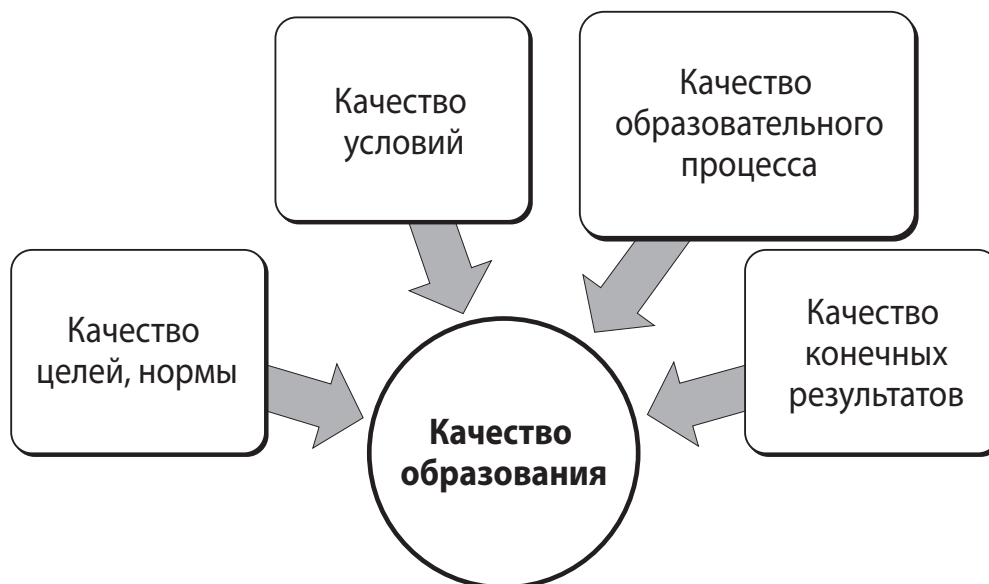 Качество
условий
Качество
образовательного
процесса
Качество
целей, нормы
Качество
конечных
результатов
Качество
образования